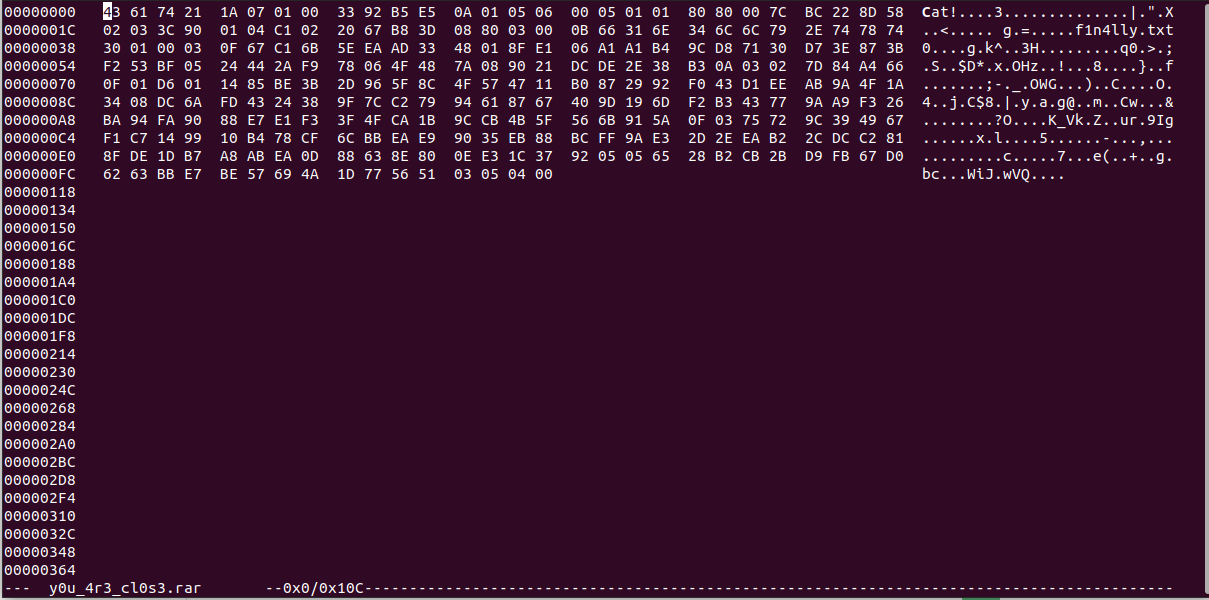 00000000 43 61 74 21 1A 07 01 00 33 92 B5 E5 0A 01 05 06 00 05 01 01 80 80 00 7C BC 22 8D 58 Cat!....3..............|.".X
0000001C 02 03 3C 90 01 04 C1 02 20 67 B8 3D 08 80 03 00 0B 66 31 6E 34 6C 6C 79 2E 74 78 74 ..<..... g.=.....f1n4lly.txt
00000038 30 01 00 03 0F 67 C1 6B 5E EA AD 33 48 01 8F E1 06 A1 A1 B4 9C D8 71 30 D7 3E 87 3B 0....g.k^..3H.........q0.>.;
00000054 F2 53 BF 05 24 44 2A F9 78 06 4F 48 7A 08 90 21 DC DE 2E 38 B3 0A 03 02 7D 84 A4 66 .S..$D*.x.OHz..!...8....}..f
00000070 0F 01 D6 01 14 85 BE 3B 2D 96 5F 8C 4F 57 47 11 B0 87 29 92 F0 43 D1 EE AB 9A 4F 1A .......;-._.OWG...)..C....O.
0000008C 34 08 DC 6A FD 43 24 38 9F 7C C2 79 94 61 87 67 40 9D 19 6D F2 B3 43 77 9A A9 F3 26 4..j.C$8.|.y.a.g@..m..Cw...&
000000A8 BA 94 FA 90 88 E7 E1 F3 3F 4F CA 1B 9C CB 4B 5F 56 6B 91 5A 0F 03 75 72 9C 39 49 67 ........?O....K_Vk.Z..ur.9Ig
000000C4 F1 C7 14 99 10 B4 78 CF 6C BB EA E9 90 35 EB 88 BC FF 9A E3 2D 2E EA B2 2C DC C2 81 ......x.l....5......-...,...
000000E0 8F DE 1D B7 A8 AB EA 0D 88 63 8E 80 0E E3 1C 37 92 05 05 65 28 B2 CB 2B D9 FB 67 D0 .........c.....7...e(..+..g.
000000FC 62 63 BB E7 BE 57 69 4A 1D 77 56 51 03 05 04 00 bc...WiJ.wVQ....
00000118
00000134
00000150
0000016C
00000188
000001A4
000001C0
000001DC
000001F8
00000214
00000230
0000024C
00000268
00000284
000002A0
000002BC
000002D8
000002F4
00000310
0000032C
00000348
00000364
--- y0u_4r3_cl0s3.rar --0x0/0x10C------------------------------------------------------------------------------------------